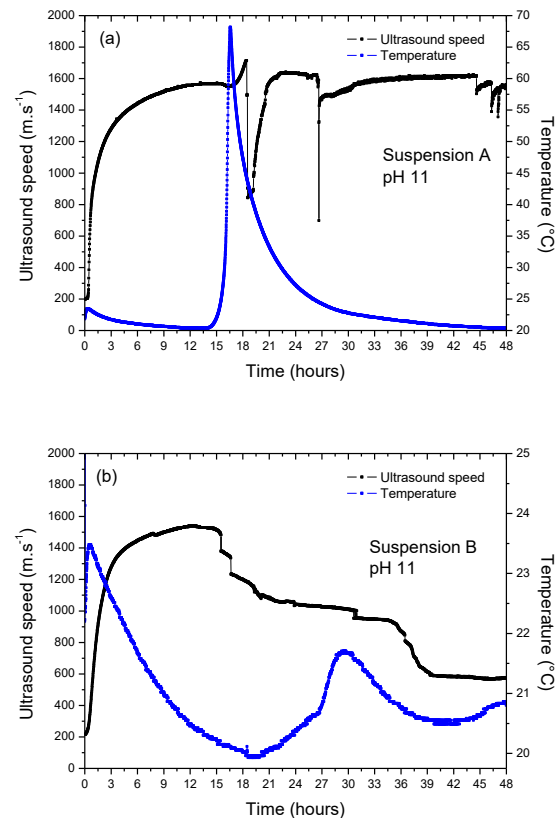 (a)
Ultrasound speed
Temperature
Suspension A
pH 11
Ultrasound speed (m.s⁻¹)
2000
1800
1600
1400
1200
1000
800
600
400
200
0
Temperature (°C)
70
65
60
55
50
45
40
35
30
25
20
0 3 6 9 12 15 18 21 24 27 30 33 36 39 42 45 48
Time (hours)
(b)
Ultrasound speed
Temperature
Suspension B
pH 11
Ultrasound speed (m.s⁻¹)
2000
1800
1600
1400
1200
1000
800
600
400
200
0
Temperature (°C)
25
24
23
22
21
20
0 3 6 9 12 15 18 21 24 27 30 33 36 39 42 45 48
Time (hours)